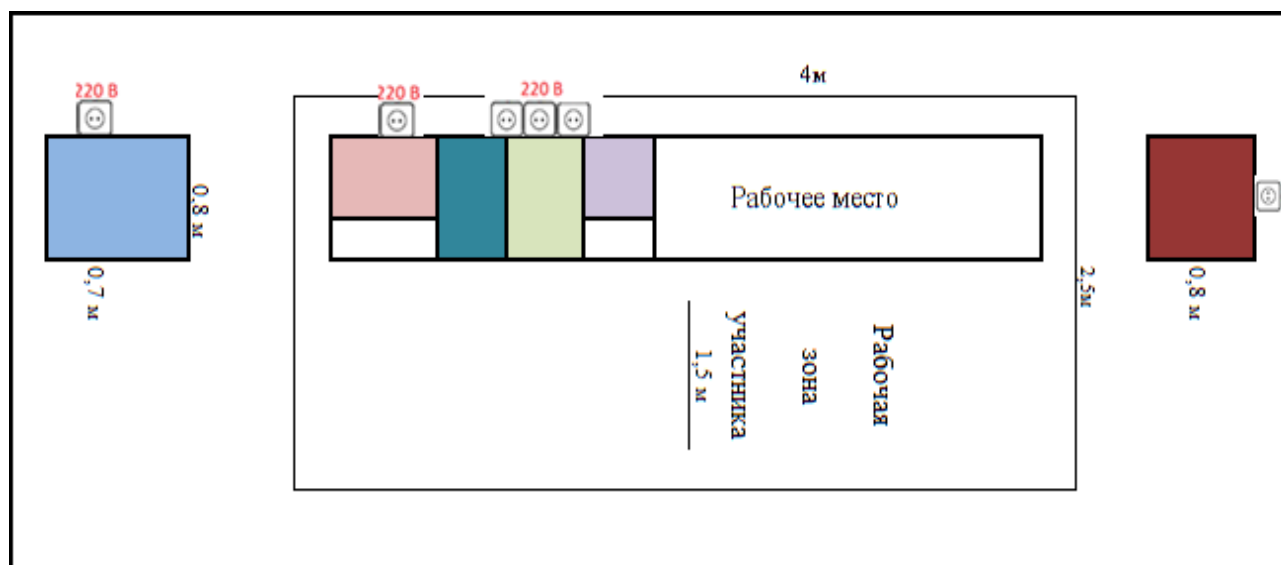 4м
220 В
220 В
220 В
0,8 м
0,7 м
Рабочее место
0,8 м
2,5м
Рабочая
зона
участника
1,5 м